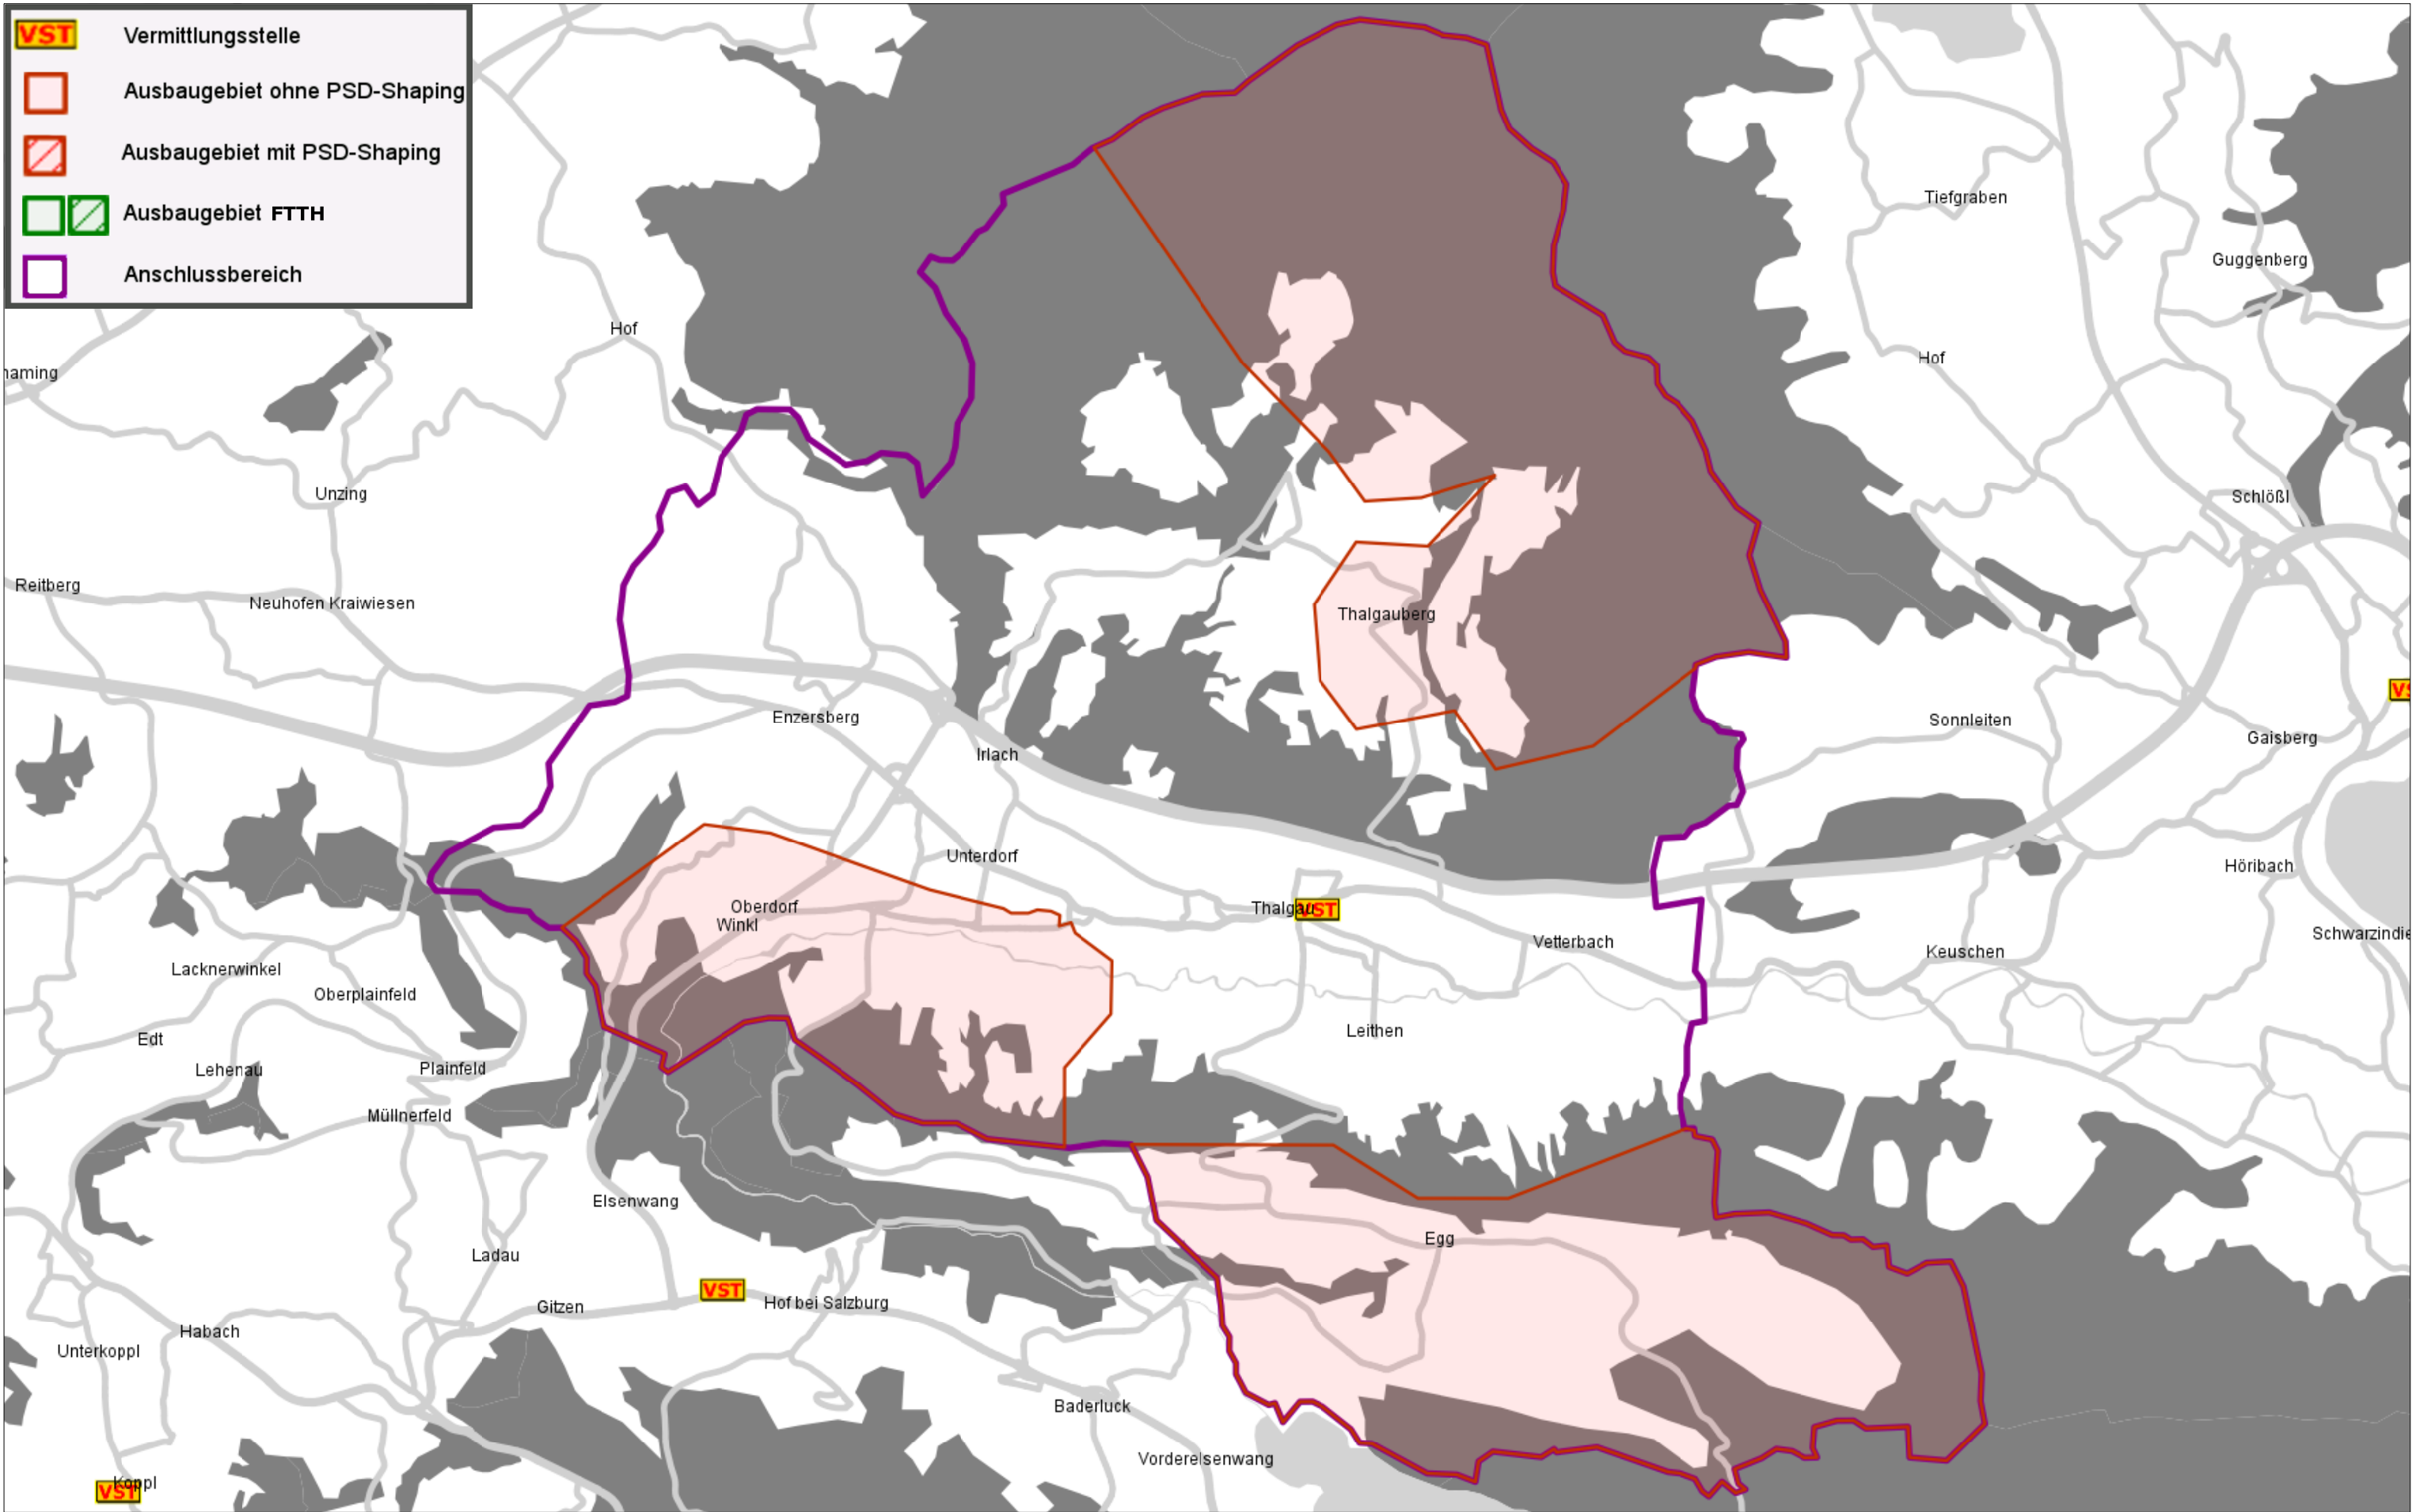 VST Vermittlungsstelle
Ausbaugebiet ohne PSD-Shaping
Ausbaugebiet mit PSD-Shaping
Ausbaugebiet FTTH
Anschlussbereich
Tiefgraben
Guggenberg
Hof
Hof
haming
Unzing
Schlößl
Reitberg
Neuhofen Kraiwiesen
Thalgauberg
VS
Enzersberg
Sonnleiten
Gaisberg
Irlach
Unterdorf
Höribach
Oberdorf
Winkl
Thalgau
VST
Vetterbach
Schwarzindie
Keuschen
Lacknerwinkel
Oberplainfeld
Leithen
Edt
Lehenau
Plainfeld
Müllnerfeld
Elsenwang
Egg
Ladau
VST
Hof bei Salzburg
Gitzen
Habach
Unterkoppl
Baderluck
Vorderelsenwang
Koppl
VST